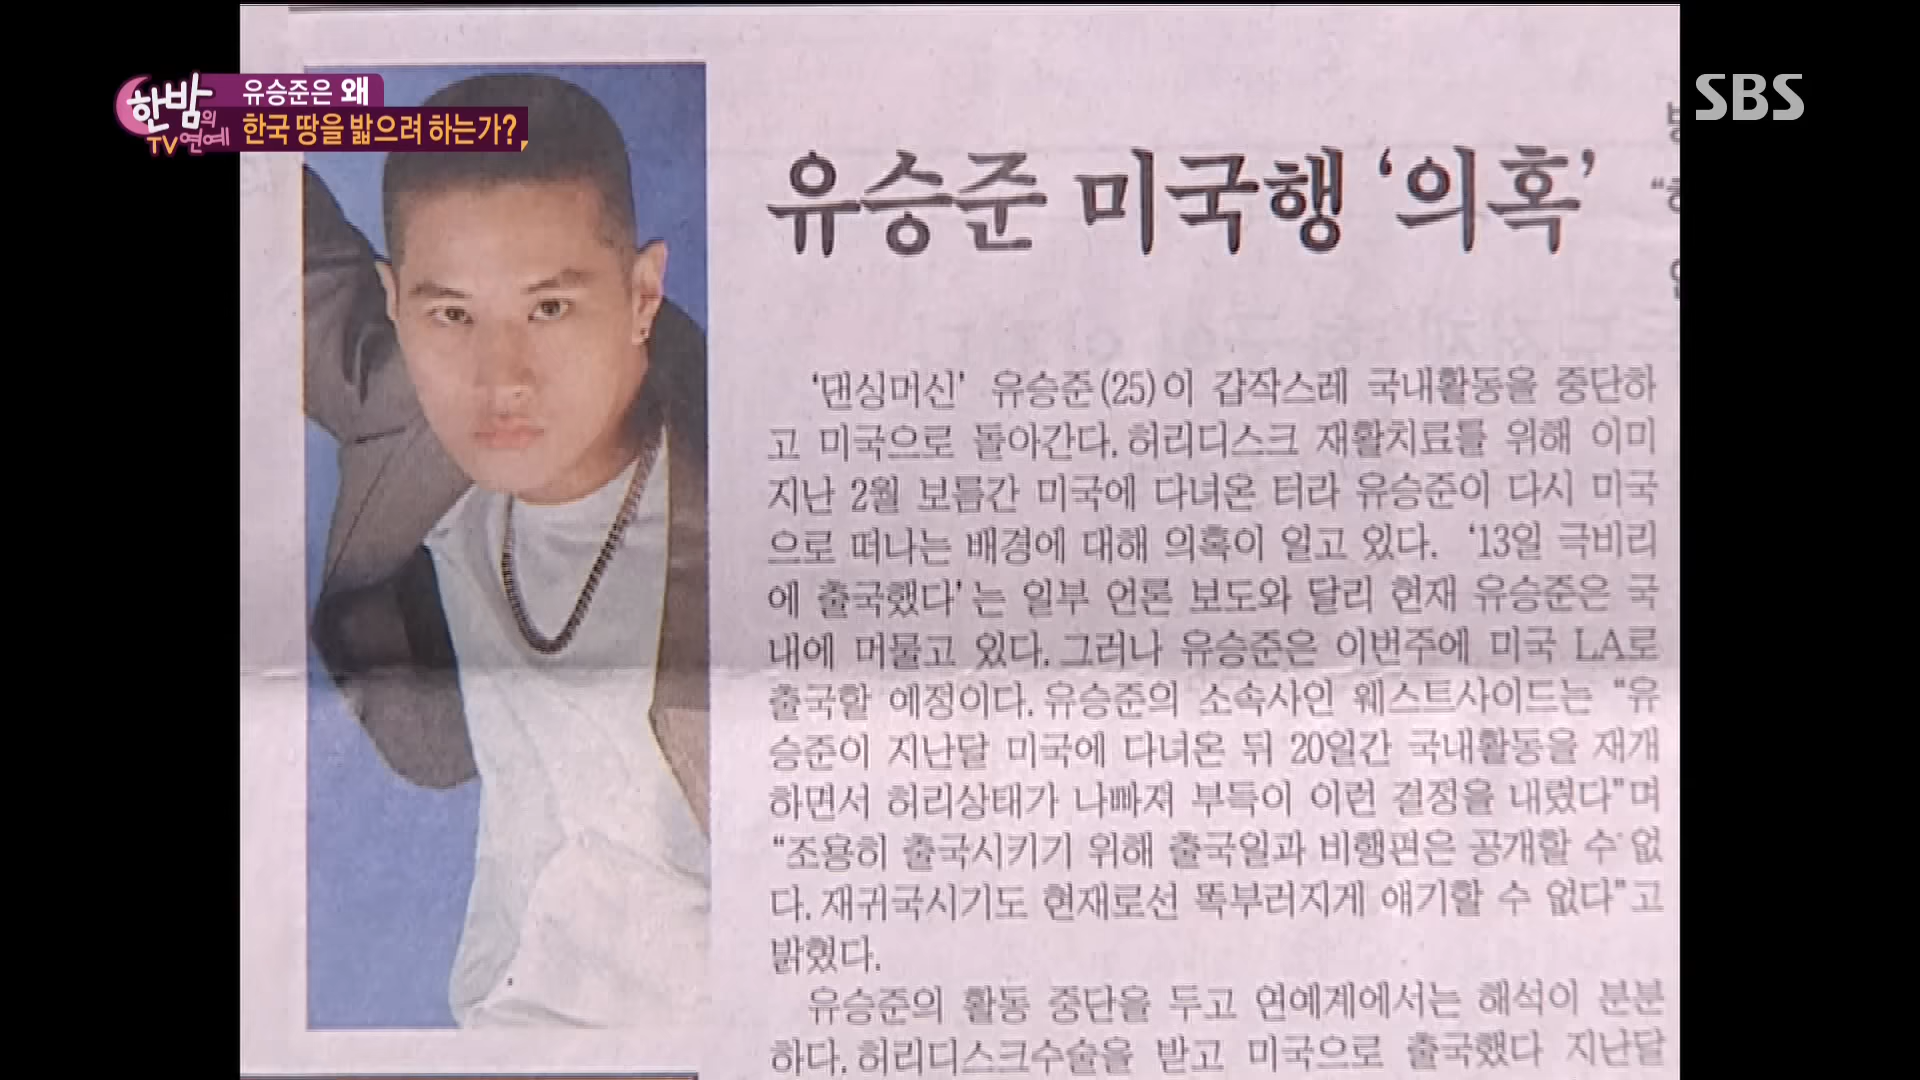 한밤의
TV연예
유승준은 왜
한국 땅을 밟으려 하는가?
SBS
유승준 미국행 ‘의혹’
‘댄싱머신’ 유승준(25)이 갑작스레 국내활동을 중단하
고 미국으로 돌아간다. 허리디스크 재활치료를 위해 이미
지난 2월 보름간 미국에 다녀온 터라 유승준이 다시 미국
으로 떠나는 배경에 대해 의혹이 일고 있다. ‘13일 극비리
에 출국했다’는 일부 언론 보도와 달리 현재 유승준은 국
내에 머물고 있다. 그러나 유승준은 이번주에 미국 LA로
출국할 예정이다. 유승준의 소속사인 웨스트사이드는 “유
승준이 지난달 미국에 다녀온 뒤 20일간 국내활동을 재개
하면서 허리상태가 나빠져 부득이 이런 결정을 내렸다”며
“조용히 출국시키기 위해 출국일과 비행편은 공개할 수 없
다. 재귀국시기도 현재로선 똑부러지게 얘기할 수 없다”고
밝혔다.
유승준의 활동 중단을 두고 연예계에서는 해석이 분분
하다. 허리디스크수술을 받고 미국으로 출국했다 지난달